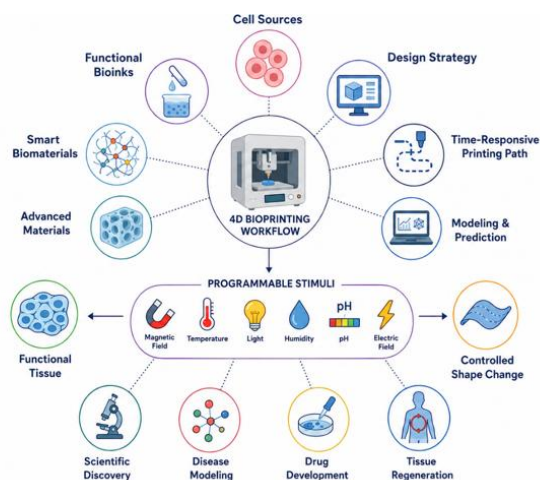 Cell Sources
Functional
Bioinks
Design Strategy
Smart
Biomaterials
Time-Responsive
Printing Path
Advanced
Materials
4D BIOPRINTING
WORKFLOW
Modeling &
Prediction
PROGRAMMABLE STIMULI
pH
Magnetic
Field
Temperature
Light
Humidity
pH
Electric
Field
Functional
Tissue
Controlled
Shape Change
Scientific
Discovery
Disease
Modeling
Drug
Development
Tissue
Regeneration